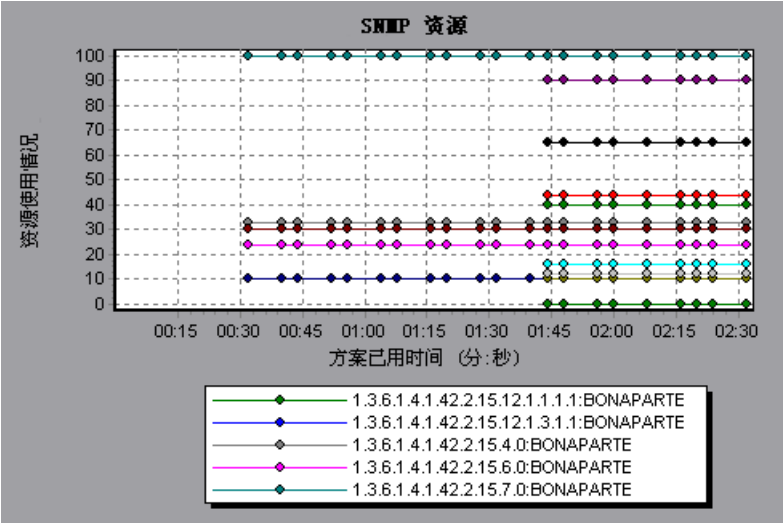 SNMP 资源
资源使用情况
100
90
80
70
60
50
40
30
20
10
0
00:15 00:30 00:45 01:00 01:15 01:30 01:45 02:00 02:15 02:30
方案已用时间 (分:秒)
1.3.6.1.4.1.42.2.15.12.1.1.1.1:BONAPARTE
1.3.6.1.4.1.42.2.15.12.1.3.1.1:BONAPARTE
1.3.6.1.4.1.42.2.15.4.0:BONAPARTE
1.3.6.1.4.1.42.2.15.6.0:BONAPARTE
1.3.6.1.4.1.42.2.15.7.0:BONAPARTE